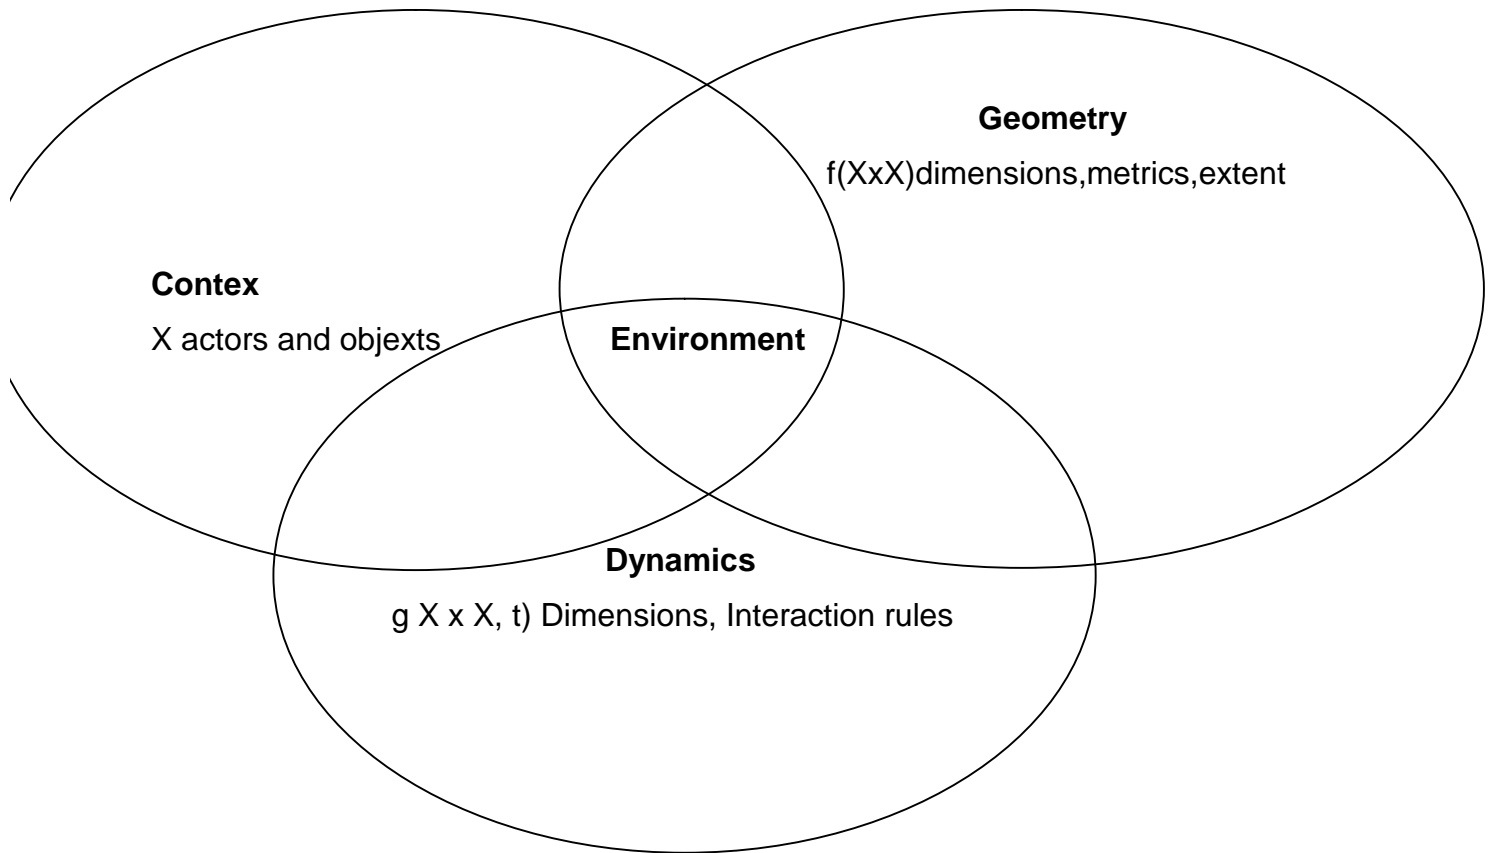 Geometry
f(XxX)dimensions,metrics,extent
Contex
X actors and objexts
Environment
Dynamics
g X x X, t) Dimensions, Interaction rules